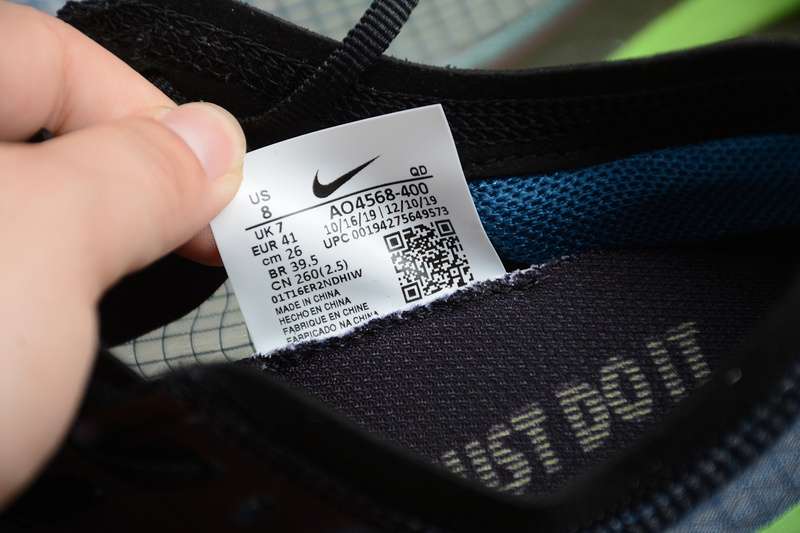 US
8
QD
AO4568-400
UK 7
10/16/19 | 12/10/19
EUR 41
UPC 00194275649573
cm 26
BR 39.5
CN 260(2.5)
01T16ER2NDHIW
MADE IN CHINA
HECHO EN CHINA
FABRIQUE EN CHINE
FABRICADO NA CHINA
JUST DO IT